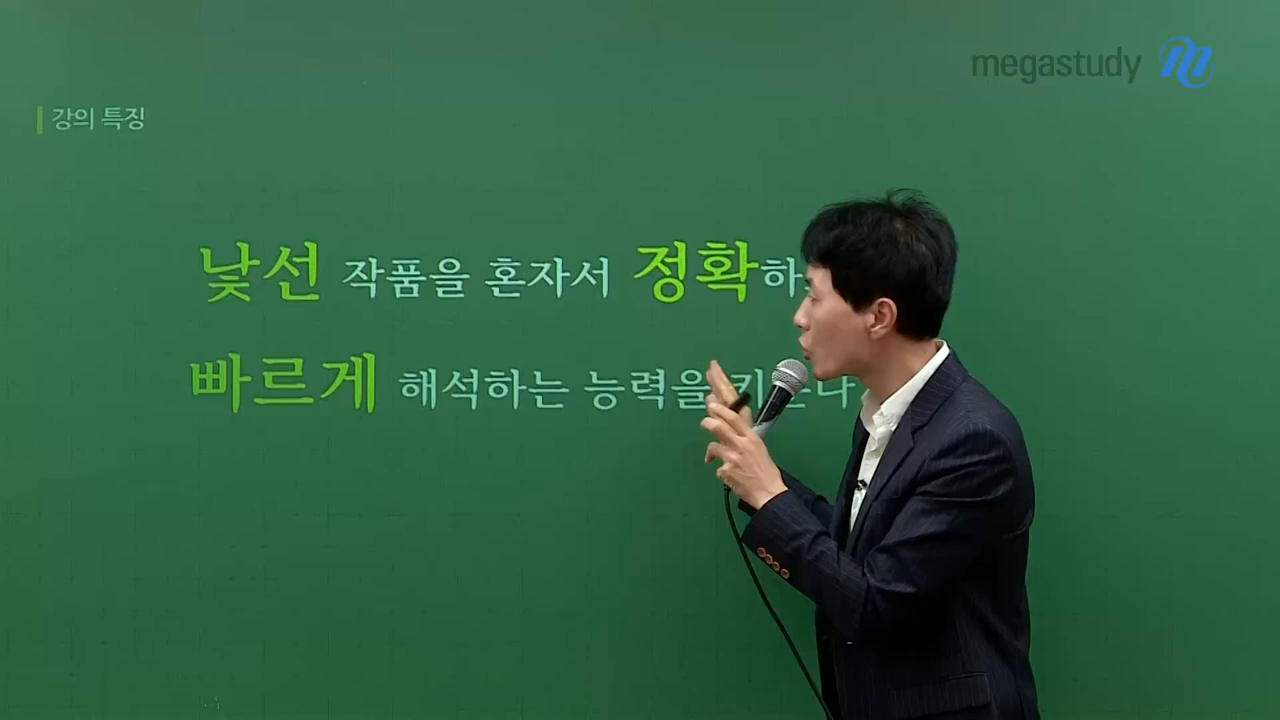 megastudy
강의 특징
낯선 작품을 혼자서 정확
빠르게 해석하는 능력을